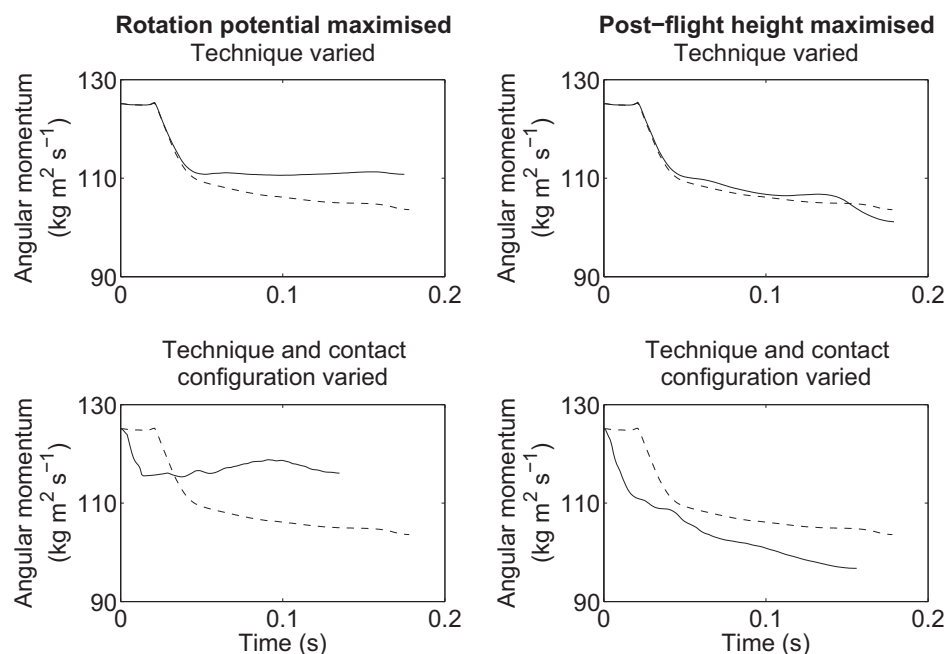 Rotation potential maximised
Technique varied
Angular momentum
(kg m² s⁻¹)
130
110
90
0
0.1
0.2
Post−flight height maximised
Technique varied
Angular momentum
(kg m² s⁻¹)
130
110
90
0
0.1
0.2
Technique and contact
configuration varied
Angular momentum
(kg m² s⁻¹)
130
110
90
0
0.1
0.2
Time (s)
Technique and contact
configuration varied
Angular momentum
(kg m² s⁻¹)
130
110
90
0
0.1
0.2
Time (s)